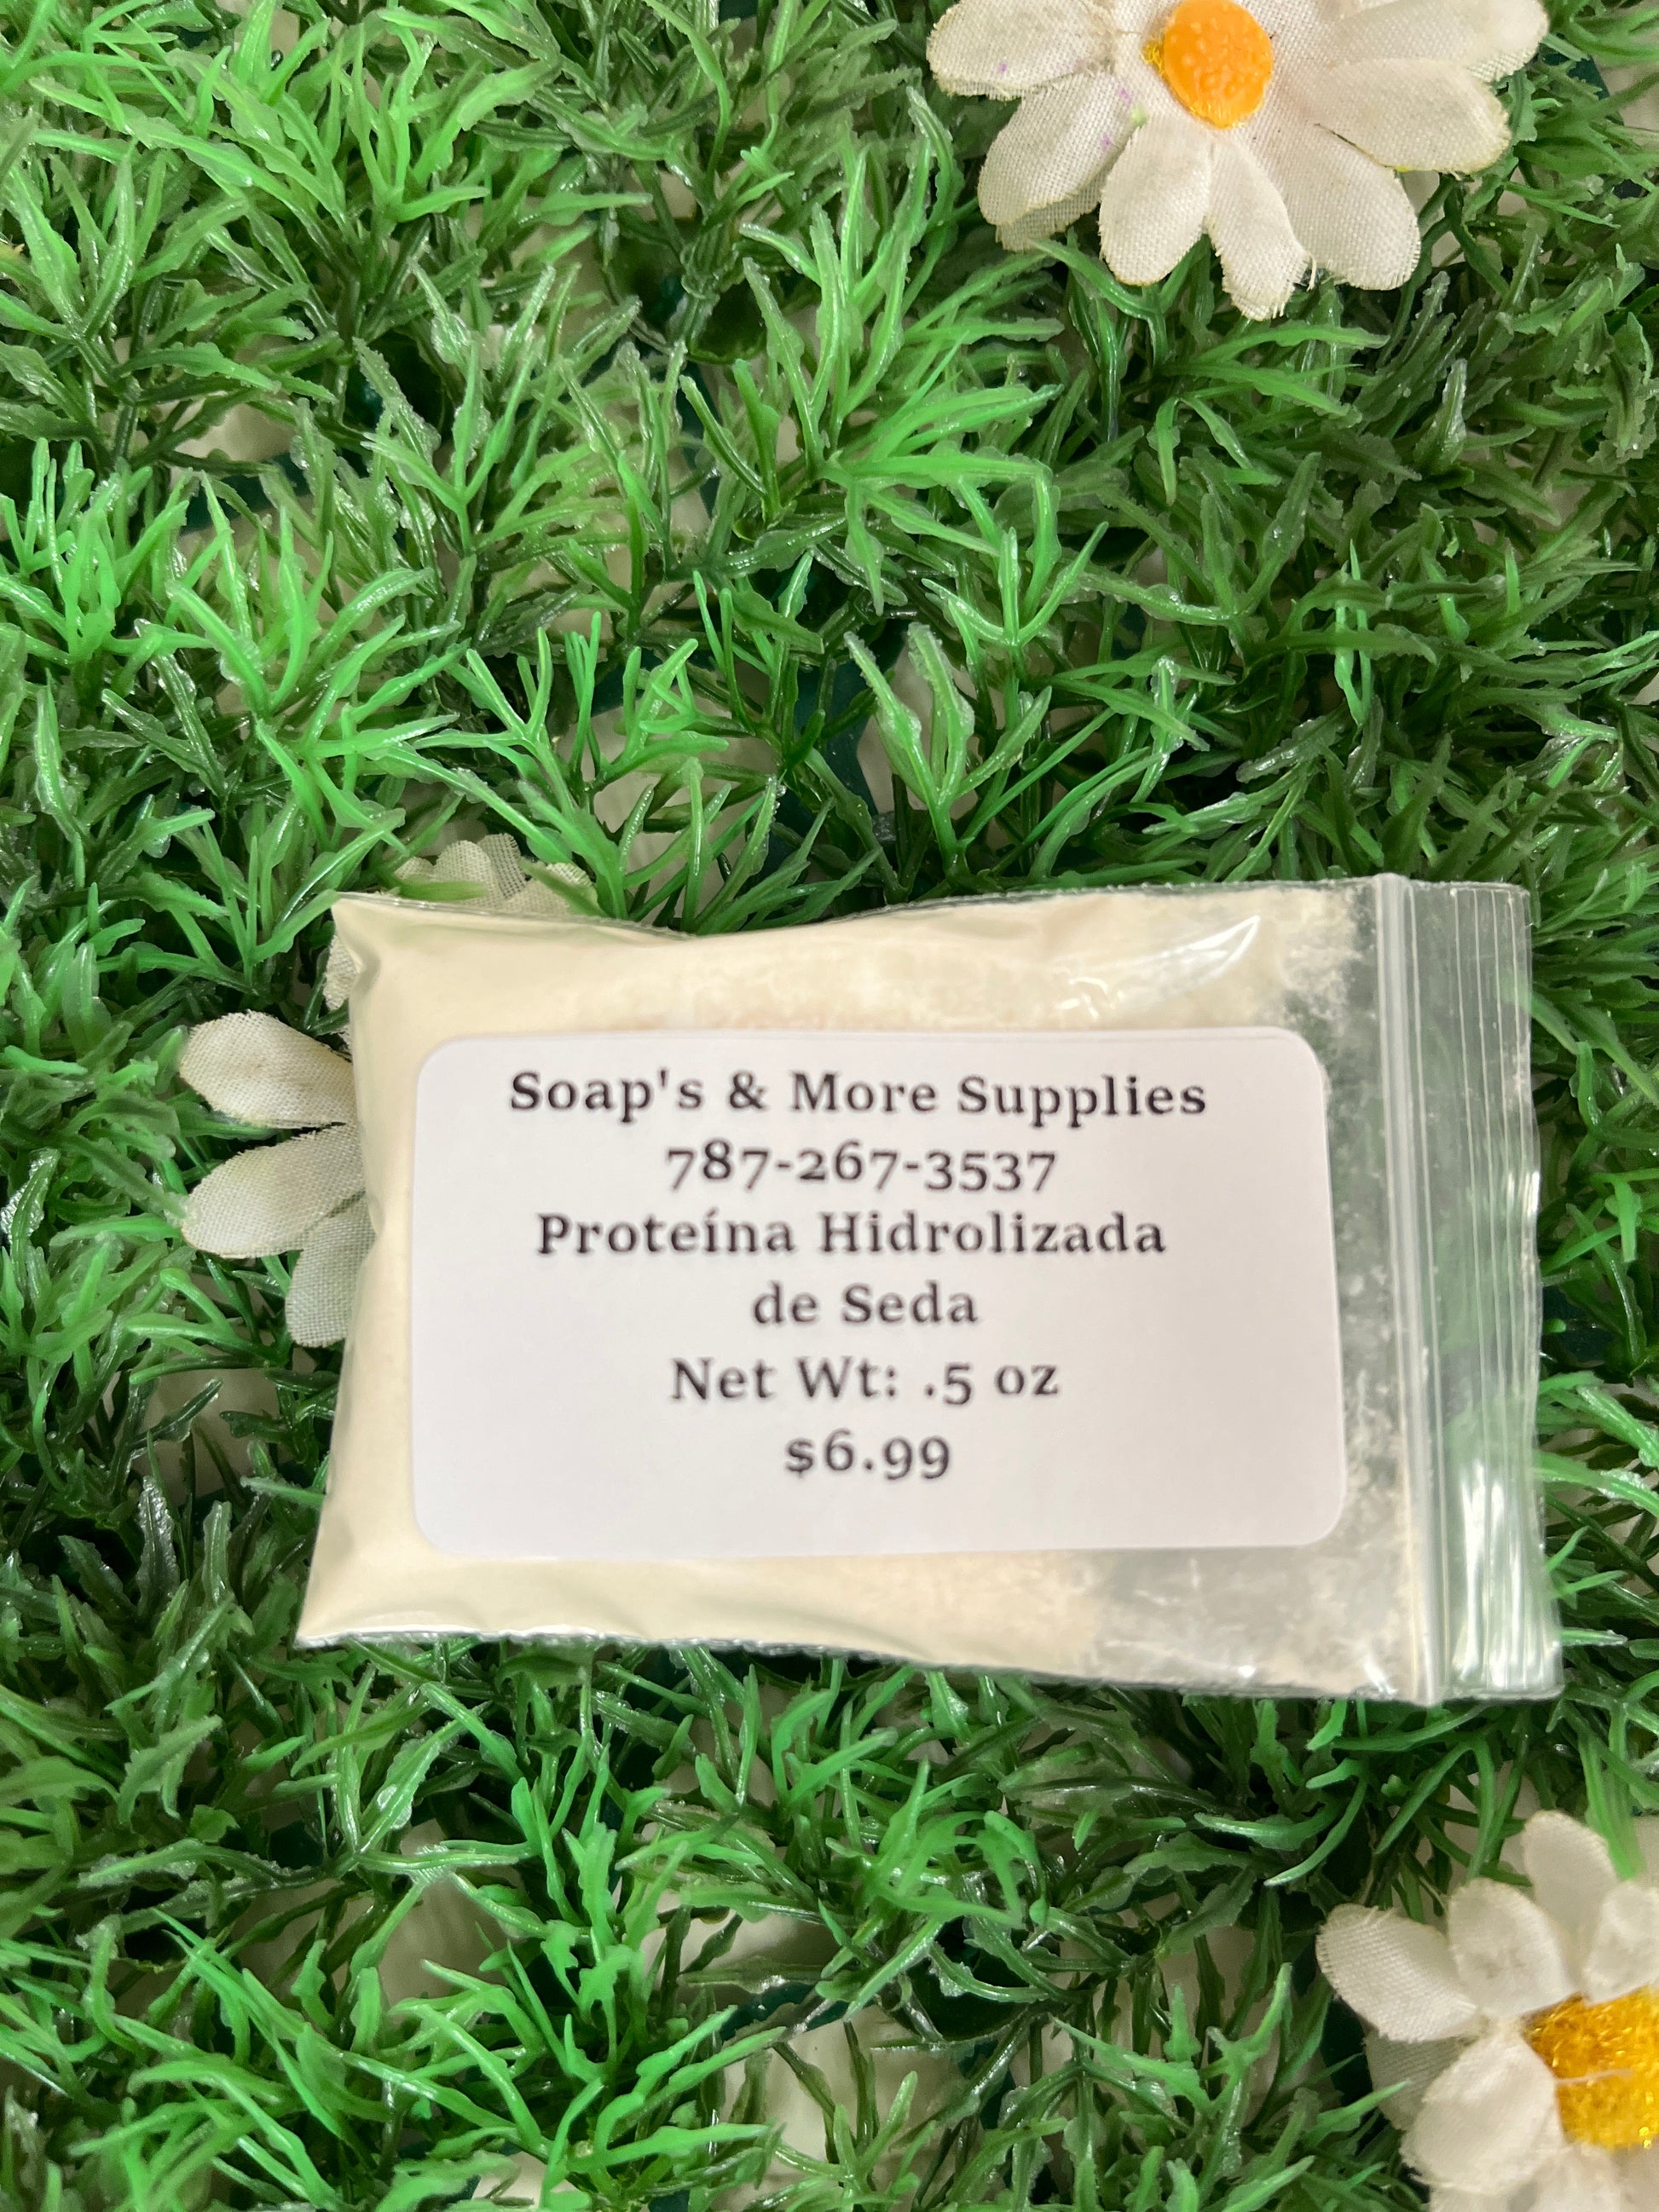 Soap's & More Supplies
787-267-3537
Proteína Hidrolizada
de Seda
Net Wt: .5 oz
$6.99